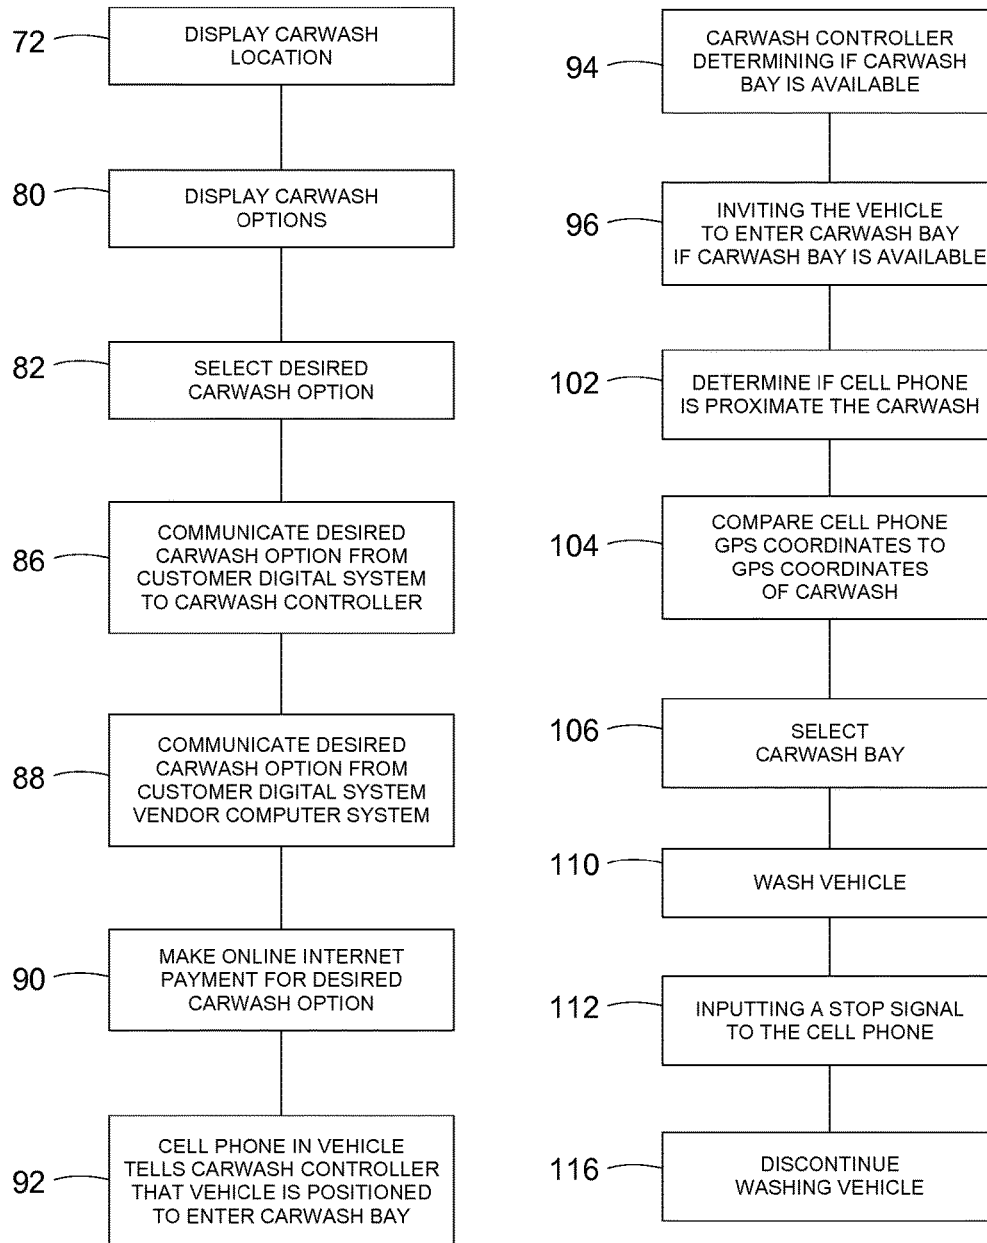 72
DISPLAY CARWASH
LOCATION
80
DISPLAY CARWASH
OPTIONS
82
SELECT DESIRED
CARWASH OPTION
86
COMMUNICATE DESIRED
CARWASH OPTION FROM
CUSTOMER DIGITAL SYSTEM
TO CARWASH CONTROLLER
88
COMMUNICATE DESIRED
CARWASH OPTION FROM
CUSTOMER DIGITAL SYSTEM
VENDOR COMPUTER SYSTEM
90
MAKE ONLINE INTERNET
PAYMENT FOR DESIRED
CARWASH OPTION
92
CELL PHONE IN VEHICLE
TELLS CARWASH CONTROLLER
THAT VEHICLE IS POSITIONED
TO ENTER CARWASH BAY
94
CARWASH CONTROLLER
DETERMINING IF CARWASH
BAY IS AVAILABLE
96
INVITING THE VEHICLE
TO ENTER CARWASH BAY
IF CARWASH BAY IS AVAILABLE
102
DETERMINE IF CELL PHONE
IS PROXIMATE THE CARWASH
104
COMPARE CELL PHONE
GPS COORDINATES TO
GPS COORDINATES
OF CARWASH
106
SELECT
CARWASH BAY
110
WASH VEHICLE
112
INPUTTING A STOP SIGNAL
TO THE CELL PHONE
116
DISCONTINUE
WASHING VEHICLE